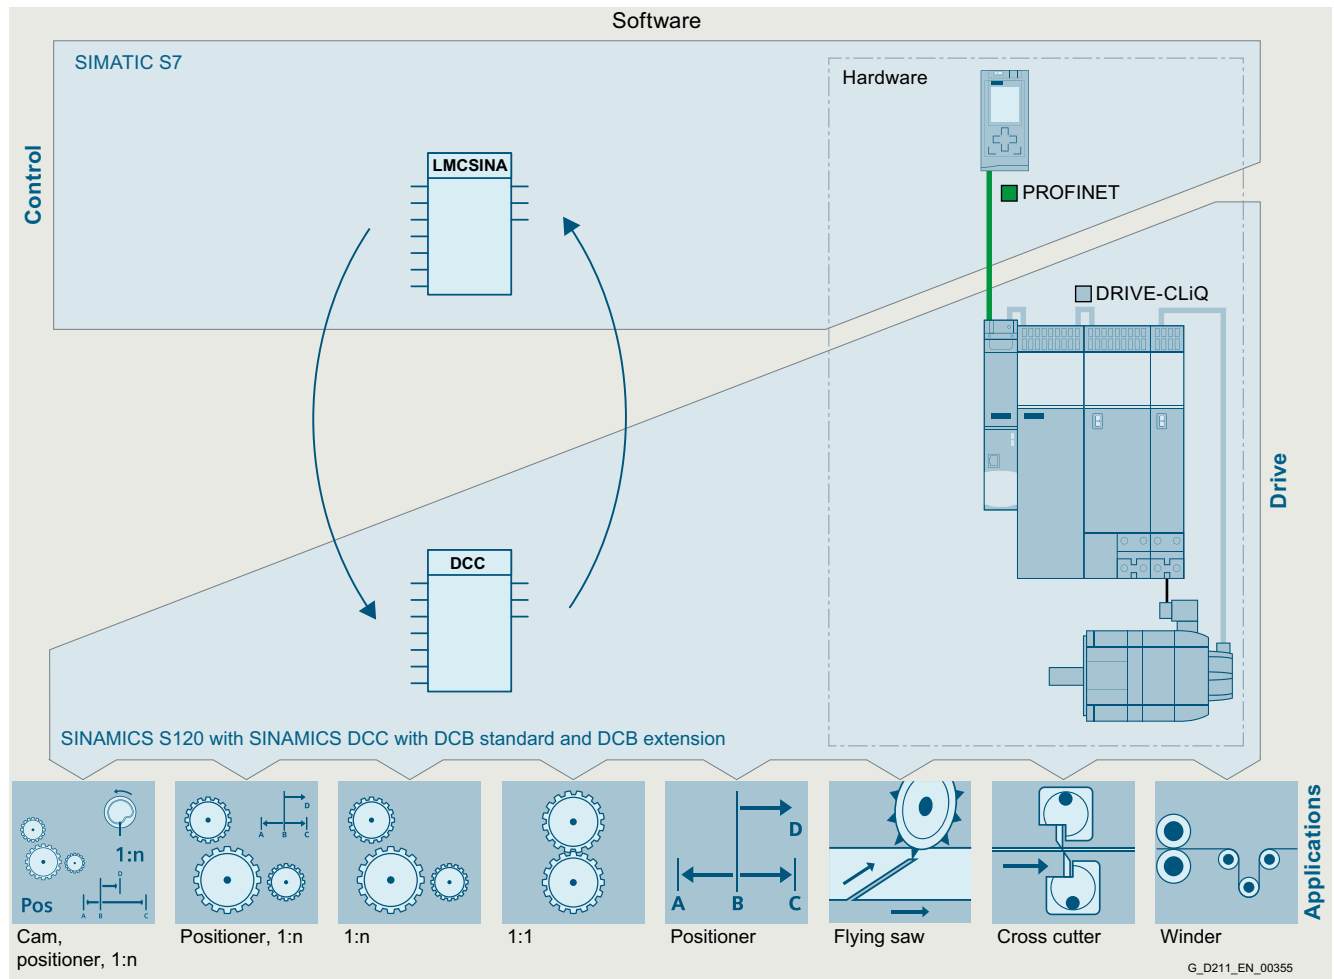 Software
SIMATIC S7
Hardware
Control
LMCSINA
PROFINET
DRIVE-CLiQ
Drive
DCC
SINAMICS S120 with SINAMICS DCC with DCB standard and DCB extension
1:n
Pos
D
A
B
C
D
A
B
C
D
A
B
C
Applications
Cam,
positioner, 1:n
Positioner, 1:n
1:n
1:1
Positioner
Flying saw
Cross cutter
Winder
G_D211_EN_00355